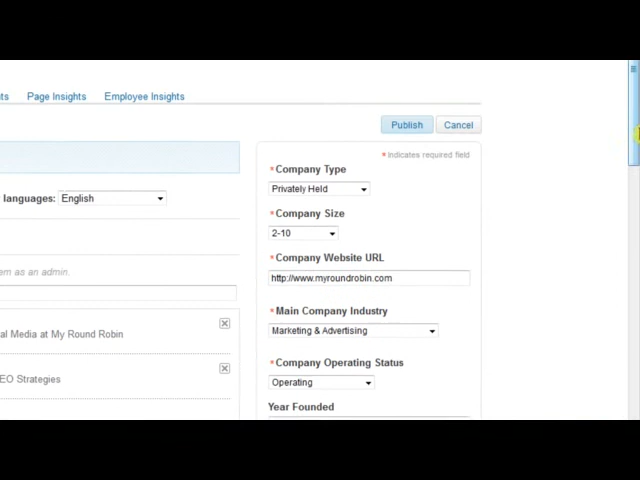 Page Insights Employee Insights
Publish Cancel
* Indicates required field
* Company Type
Privately Held
languages: English
* Company Size
2-10
* Company Website URL
em as an admin.
http://www.myroundrobin.com
* Main Company Industry
al Media at My Round Robin
Marketing & Advertising
* Company Operating Status
EO Strategies
Operating
Year Founded